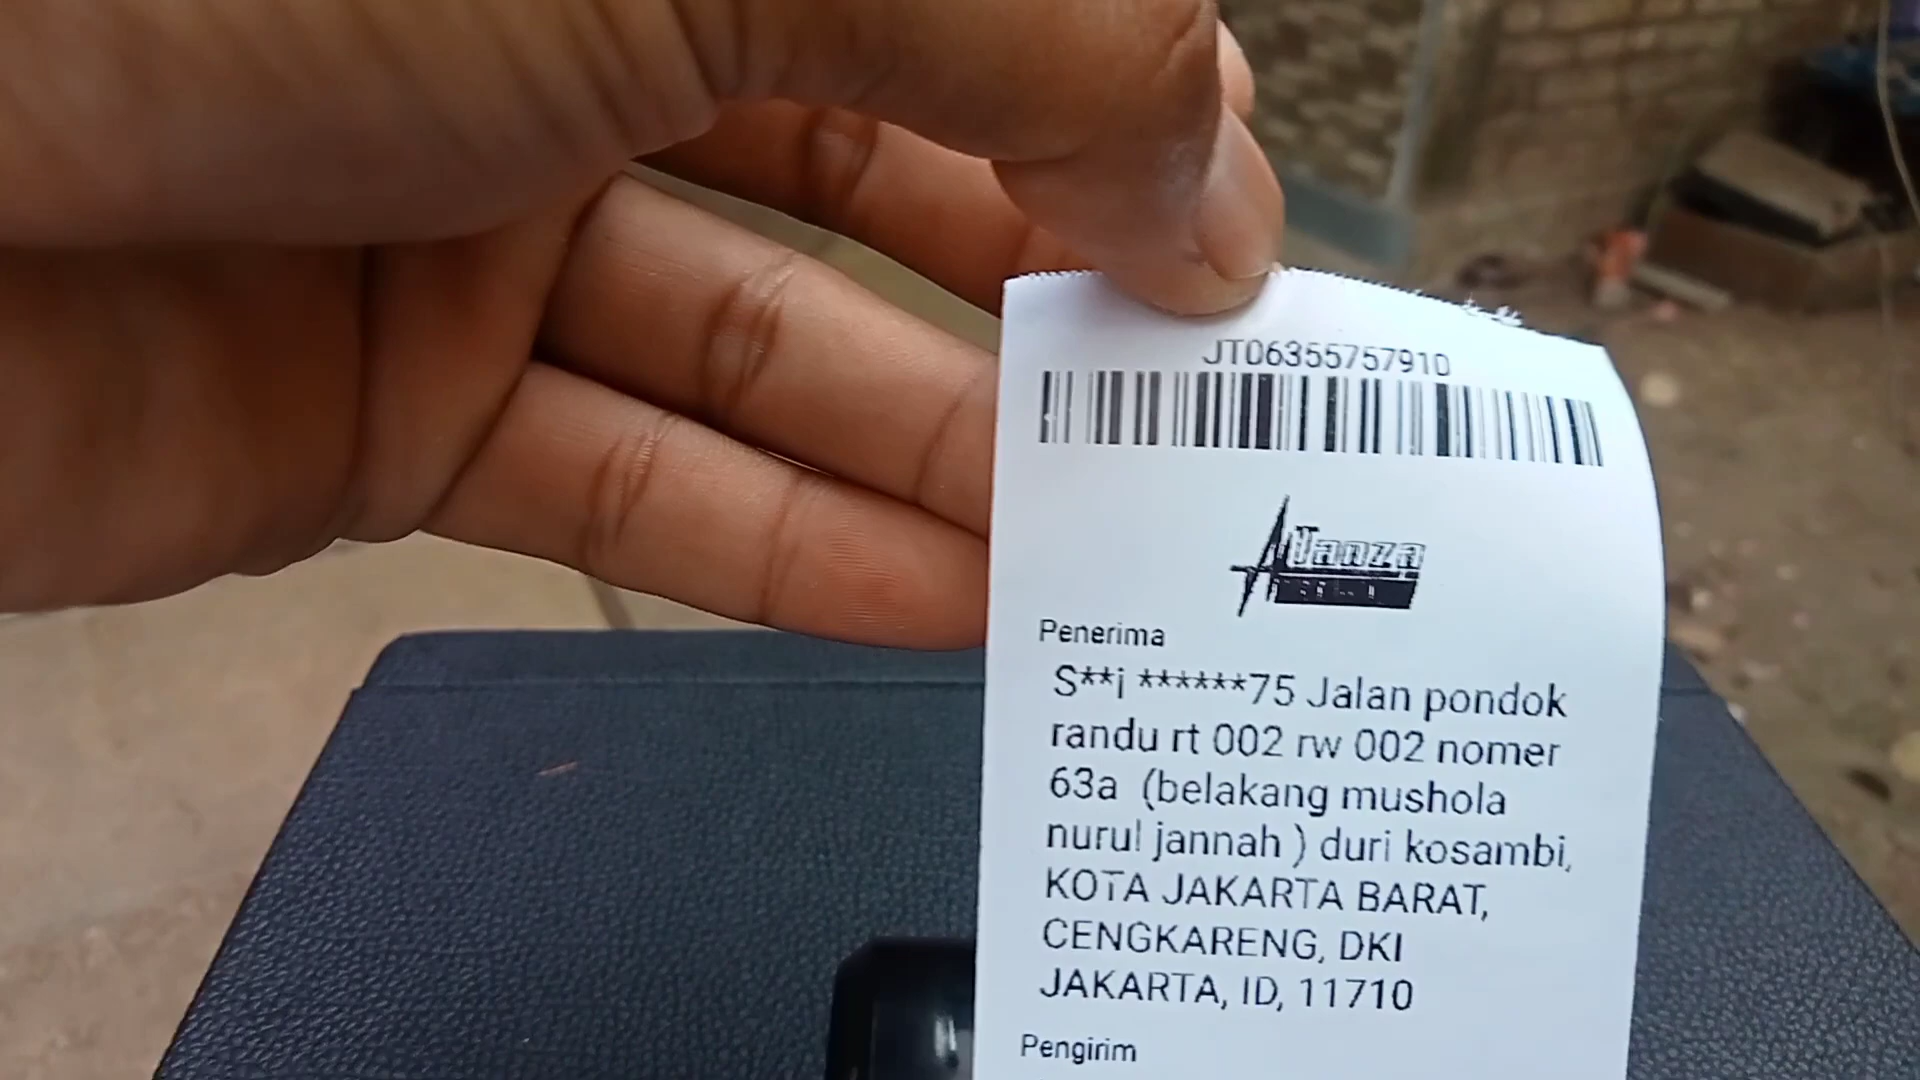 JT06355757910
Penerima
S**i ******75 Jalan pondok
randu rt 002 rw 002 nomer
63a (belakang mushola
nurul jannah ) duri kosambi,
KOTA JAKARTA BARAT,
CENGKARENG, DKI
JAKARTA, ID, 11710
Pengirim